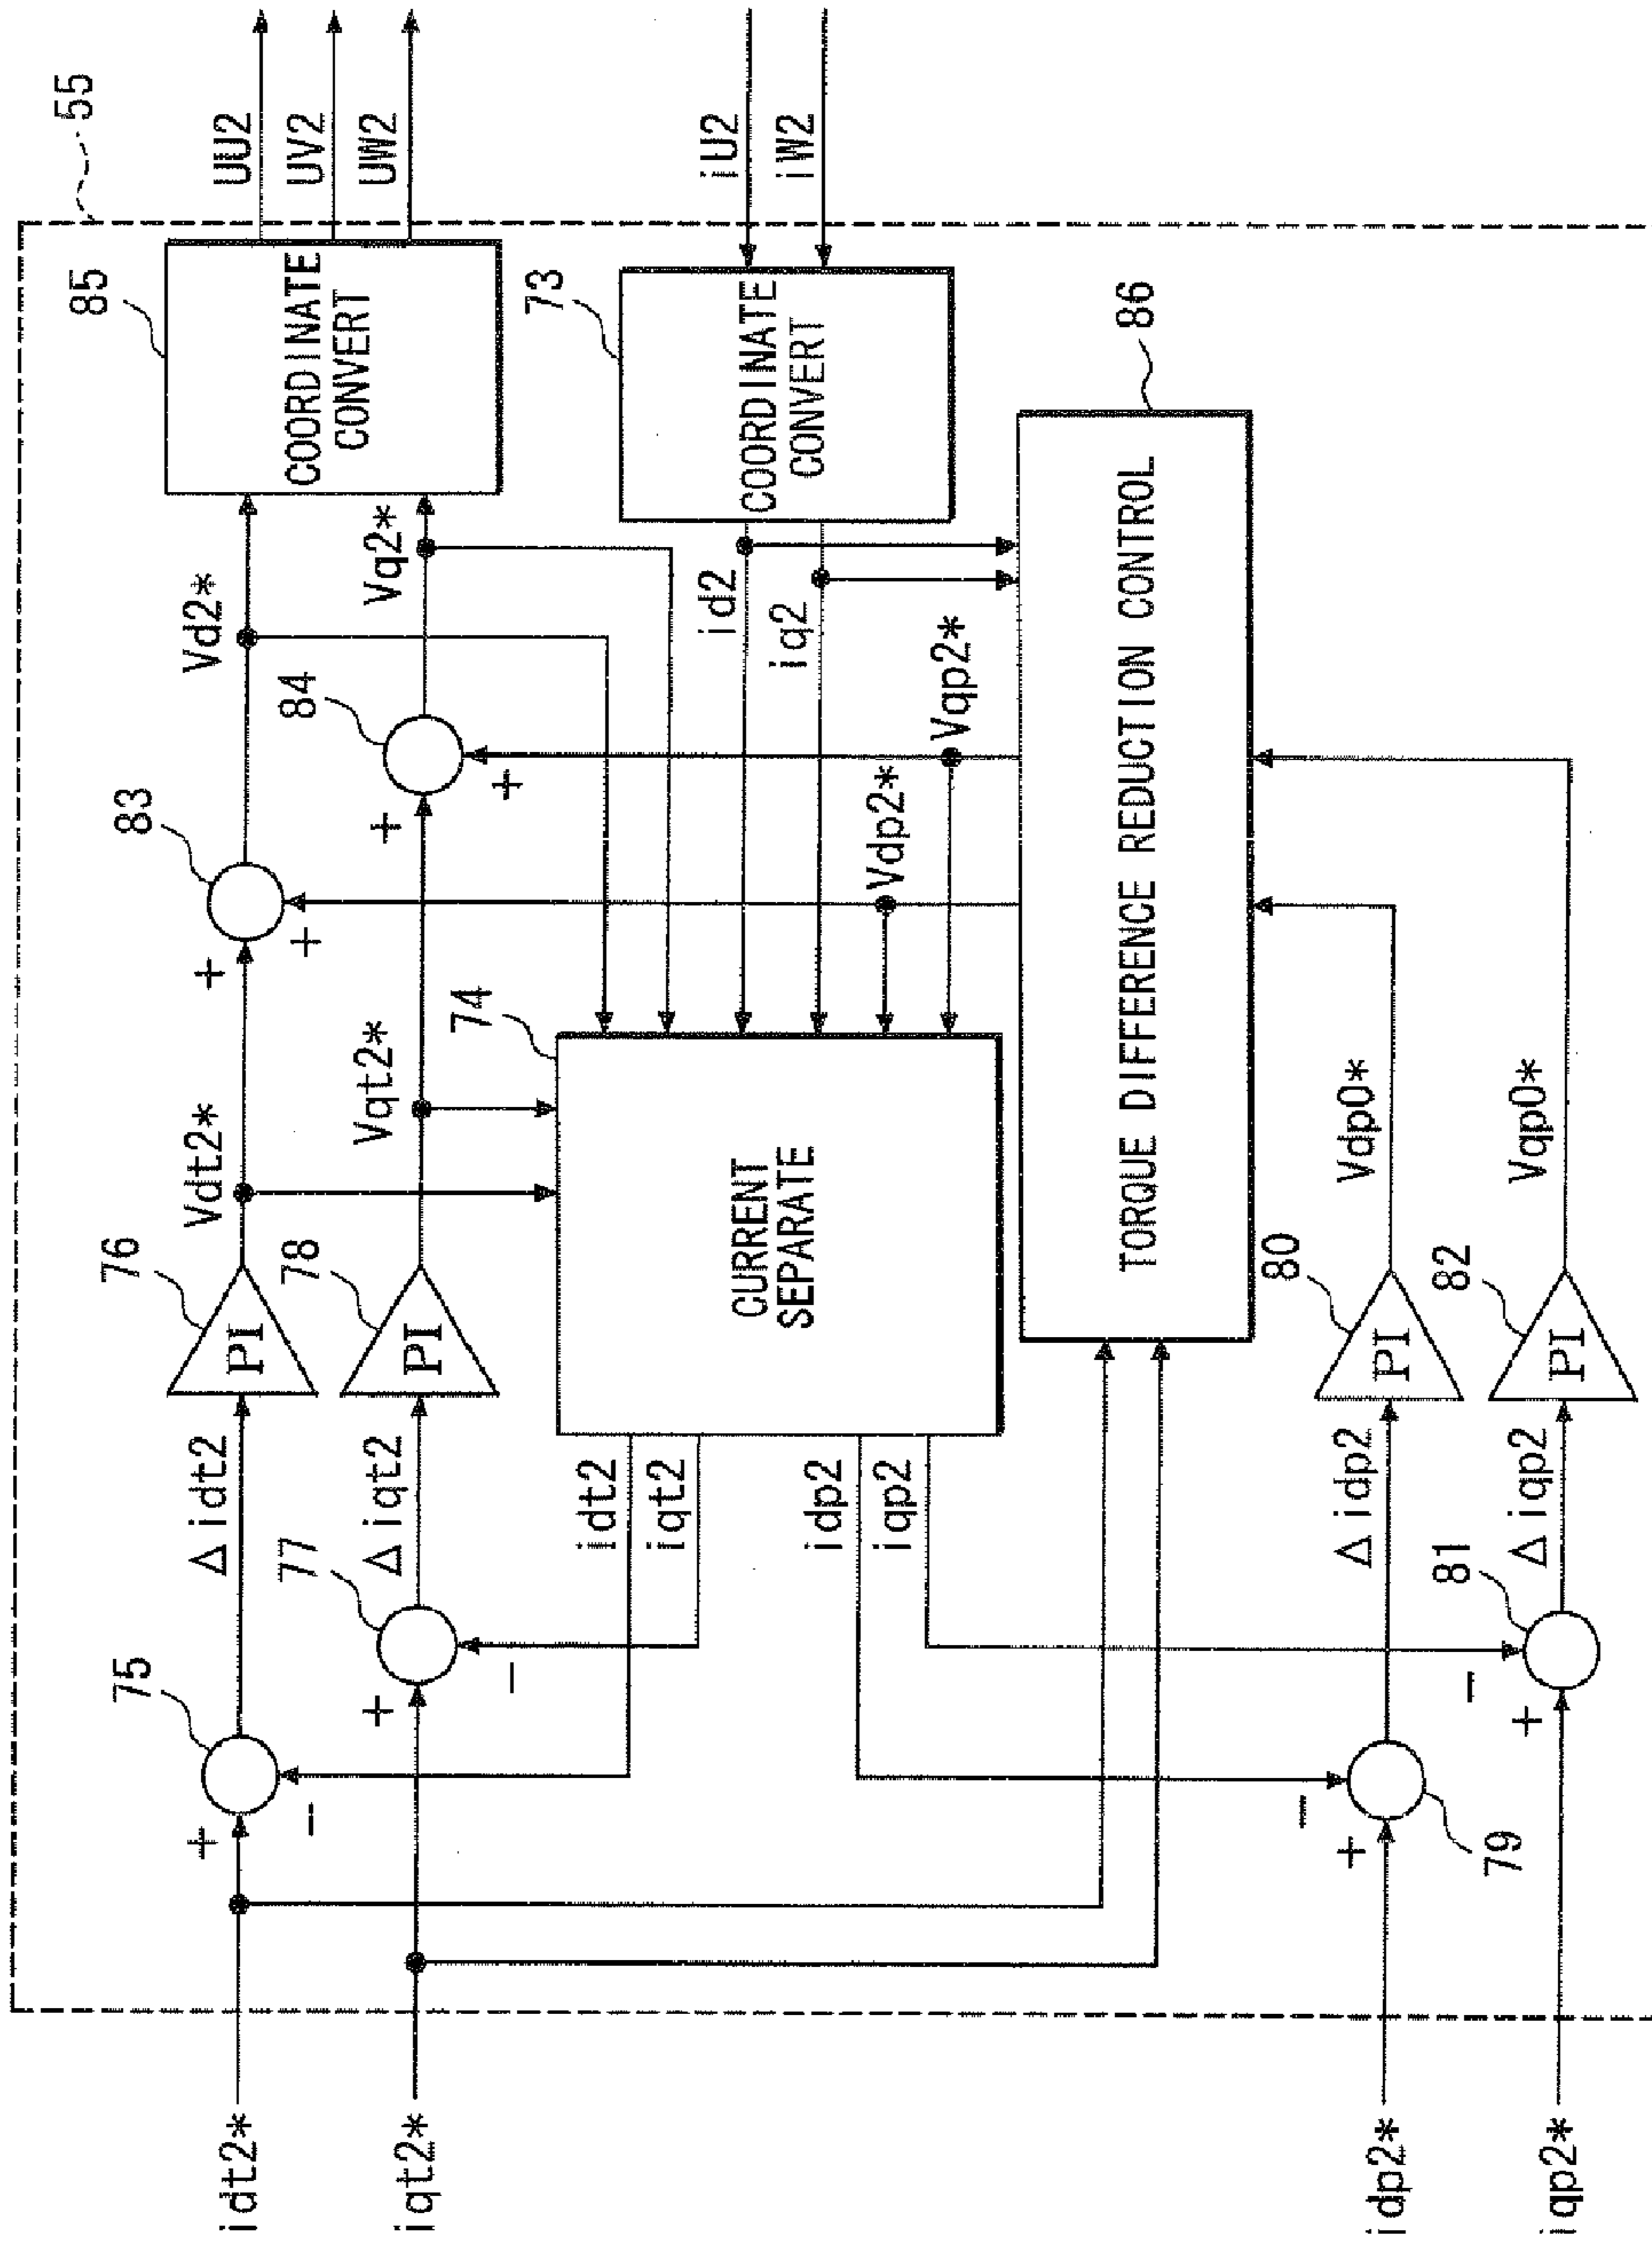 55
85
COORDINATE
CONVERT
UU2
UV2
UW2
73
COORDINATE
CONVERT
iU2
iW2
86
TORQUE DIFFERENCE REDUCTION CONTROL
83
84
Vd2*
Vq2*
id2
iq2
Vqp2*
Vdp2*
+
+
+
+
74
CURRENT
SEPARATE
Vdt2*
Vqt2*
76
PI
78
PI
Δidt2
Δiqt2
75
77
+
−
+
−
idt2
iqt2
idp2
iqp2
Vdp0*
Vqp0*
80
PI
82
PI
Δidp2
Δiqp2
79
81
−
+
−
+
idt2*
iqt2*
idp2*
iqp2*